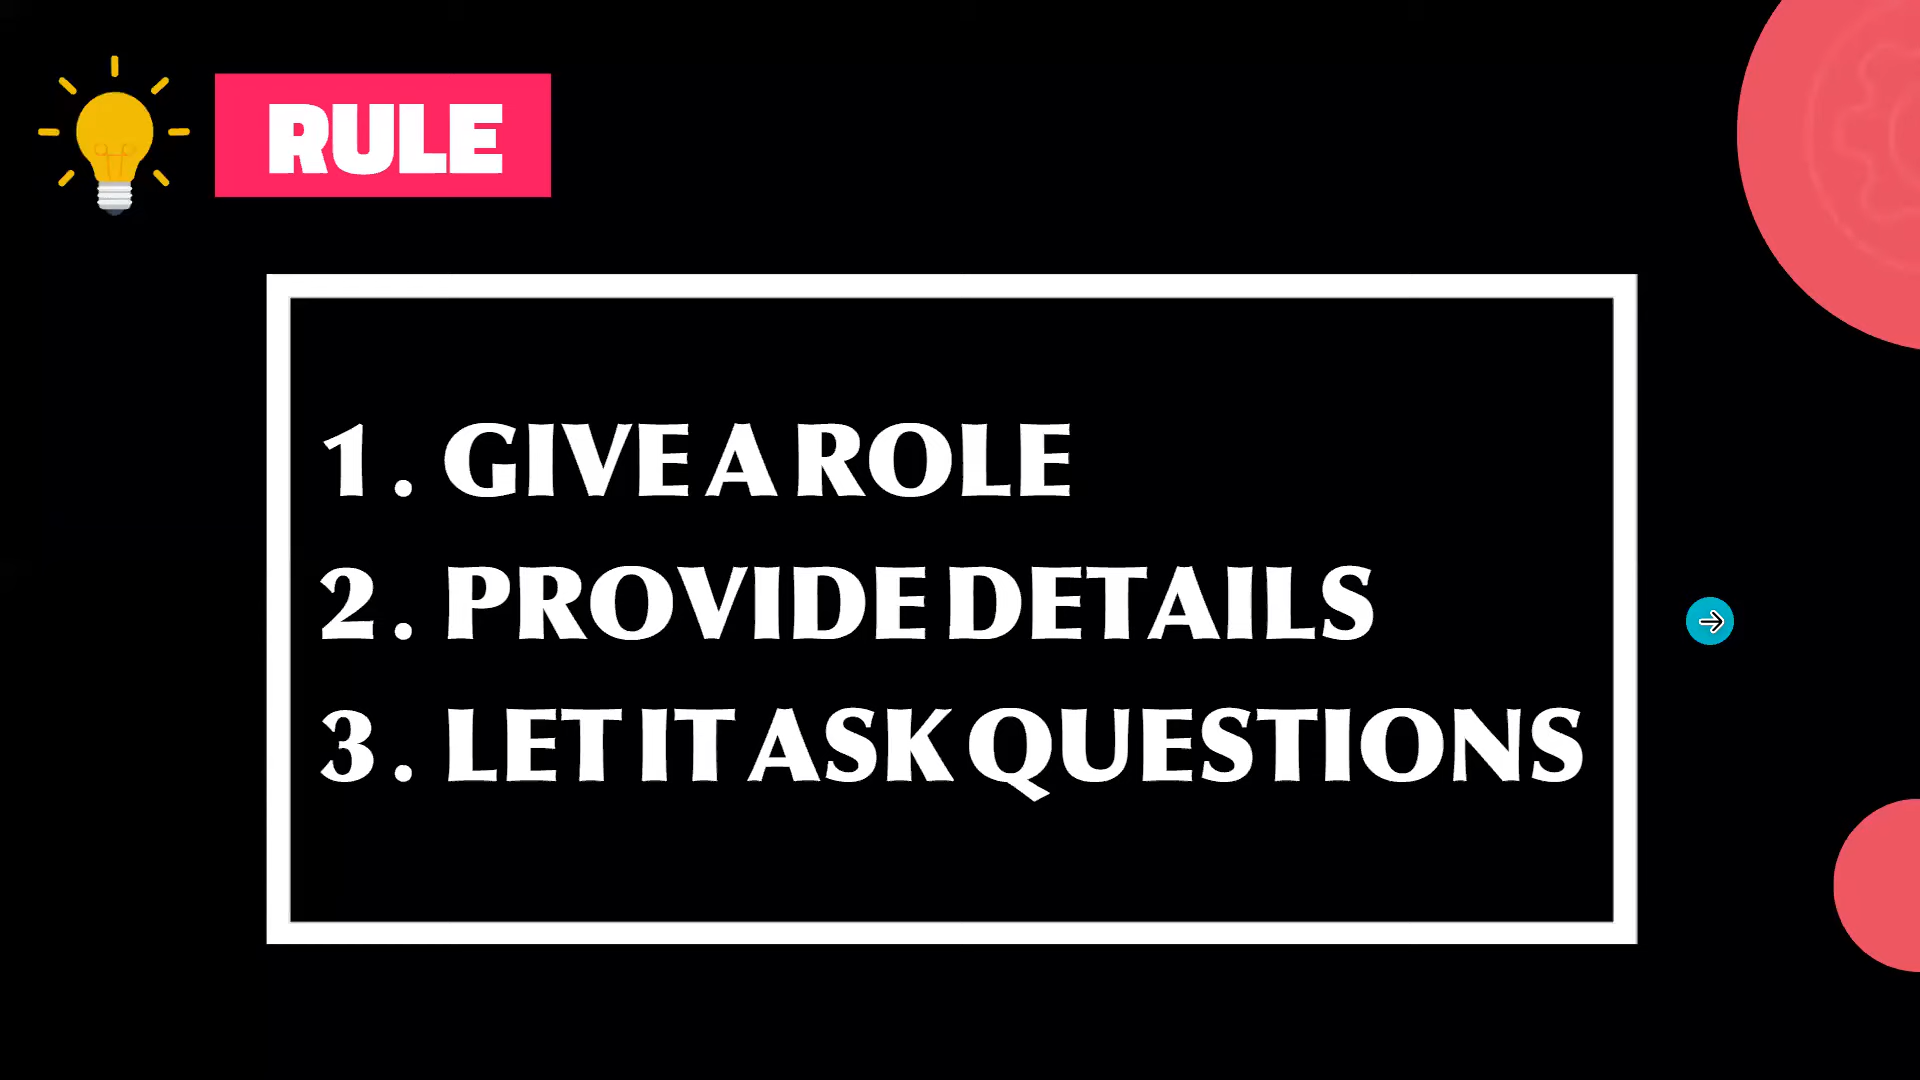 RULE
1. GIVE A ROLE
2. PROVIDE DETAILS
3. LET IT ASK QUESTIONS